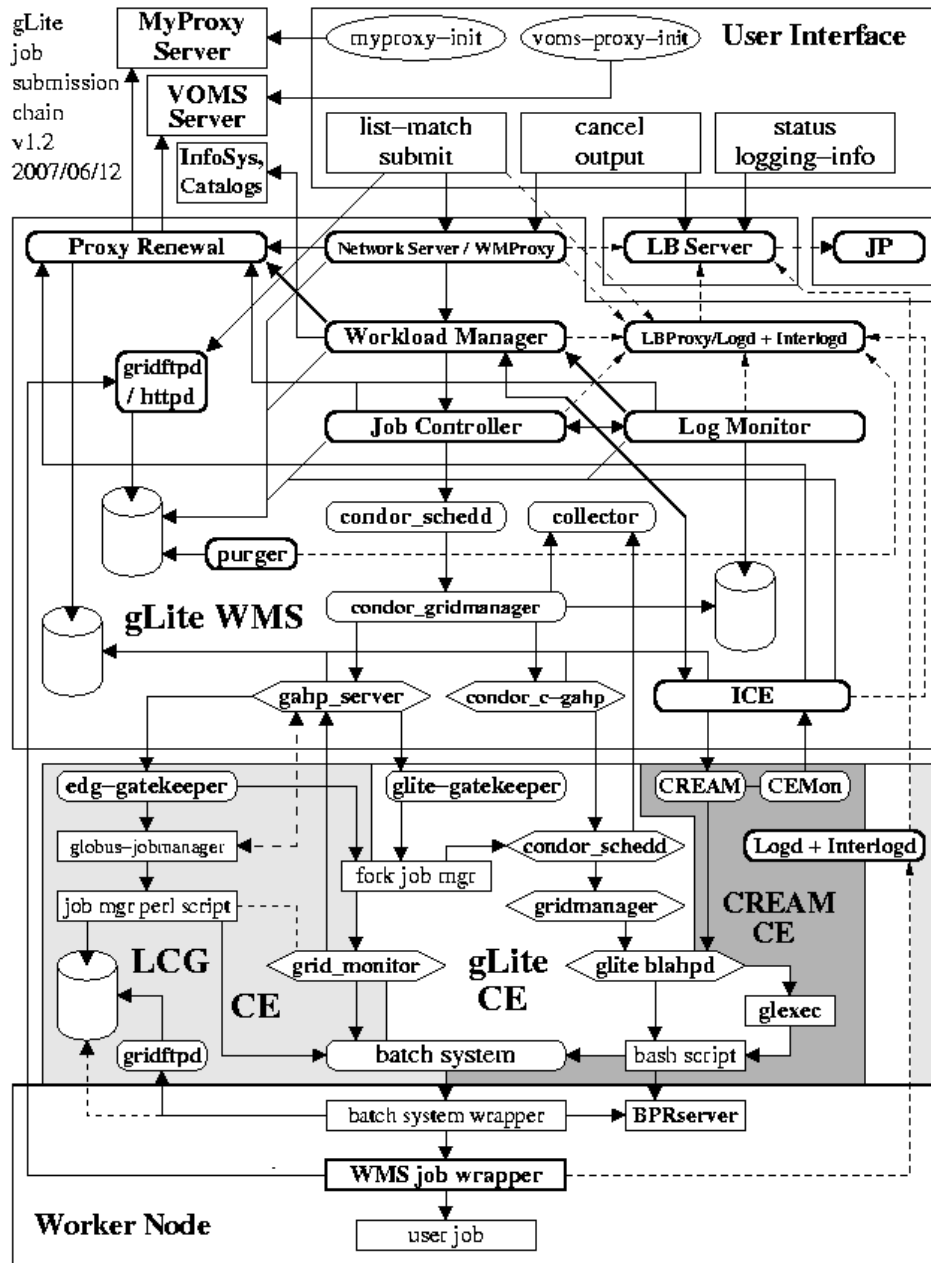 gLite
job
submission
chain
v1.2
2007/06/12
MyProxy
Server
VOMS
Server
InfoSys,
Catalogs
myproxy-init
voms-proxy-init
User Interface
list-match
submit
cancel
output
status
logging-info
Proxy Renewal
Network Server / WMProxy
LB Server
JP
Workload Manager
LBProxy/Logd + Interlogd
gridftpd
/ httpd
Job Controller
Log Monitor
condor_schedd
collector
purger
condor_gridmanager
gLite WMS
gahp_server
condor_c-gahp
ICE
edg-gatekeeper
glite-gatekeeper
CREAM
CEMon
globus-jobmanager
fork job mgr
condor_schedd
Logd + Interlogd
job mgr perl script
gridmanager
CREAM
CE
LCG
CE
grid_monitor
gLite
CE
glite blahpd
glexec
gridftpd
batch system
bash script
batch system wrapper
BPRserver
WMS job wrapper
Worker Node
user job